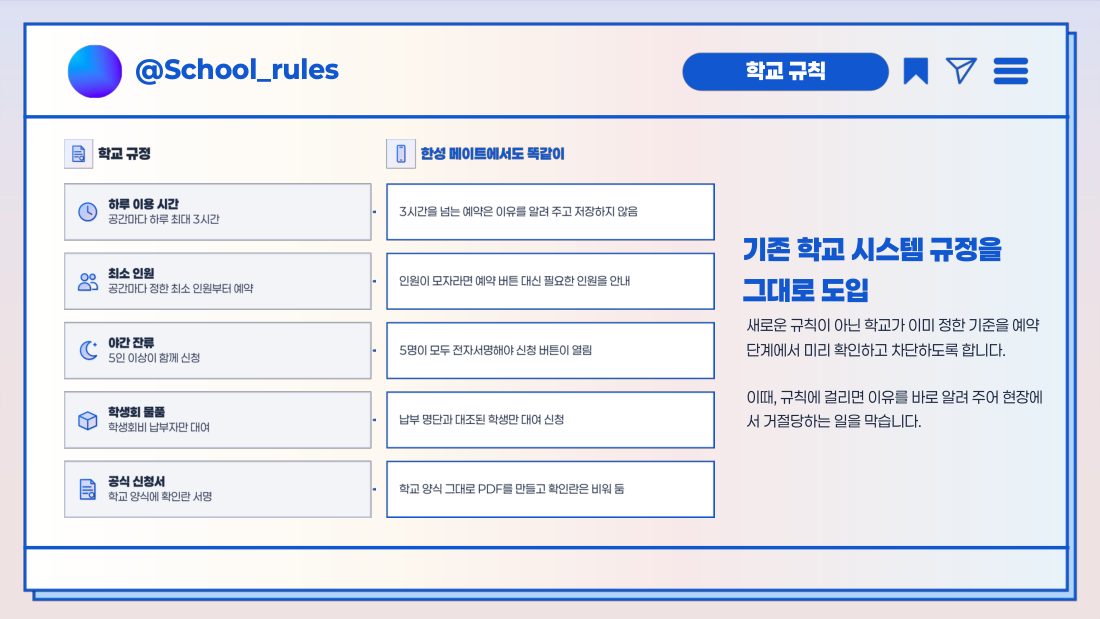 @School_rules
학교 규칙
학교 규정
한성 메이트에서도 똑같이
하루 이용 시간
공간마다 하루 최대 3시간
3시간을 넘는 예약은 이유를 알려 주고 저장하지 않음
최소 인원
공간마다 정한 최소 인원부터 예약
인원이 모자라면 예약 버튼 대신 필요한 인원을 안내
야간 잔류
5인 이상이 함께 신청
5명이 모두 전자서명해야 신청 버튼이 열림
학생회 물품
학생회비 납부자만 대여
납부 명단과 대조된 학생만 대여 신청
공식 신청서
학교 양식에 확인란 서명
학교 양식 그대로 PDF를 만들고 확인란은 비워 둠
기존 학교 시스템 규정을
그대로 도입
새로운 규칙이 아닌 학교가 이미 정한 기준을 예약
단계에서 미리 확인하고 차단하도록 합니다.
이때, 규칙에 걸리면 이유를 바로 알려 주어 현장에
서 거절당하는 일을 막습니다.